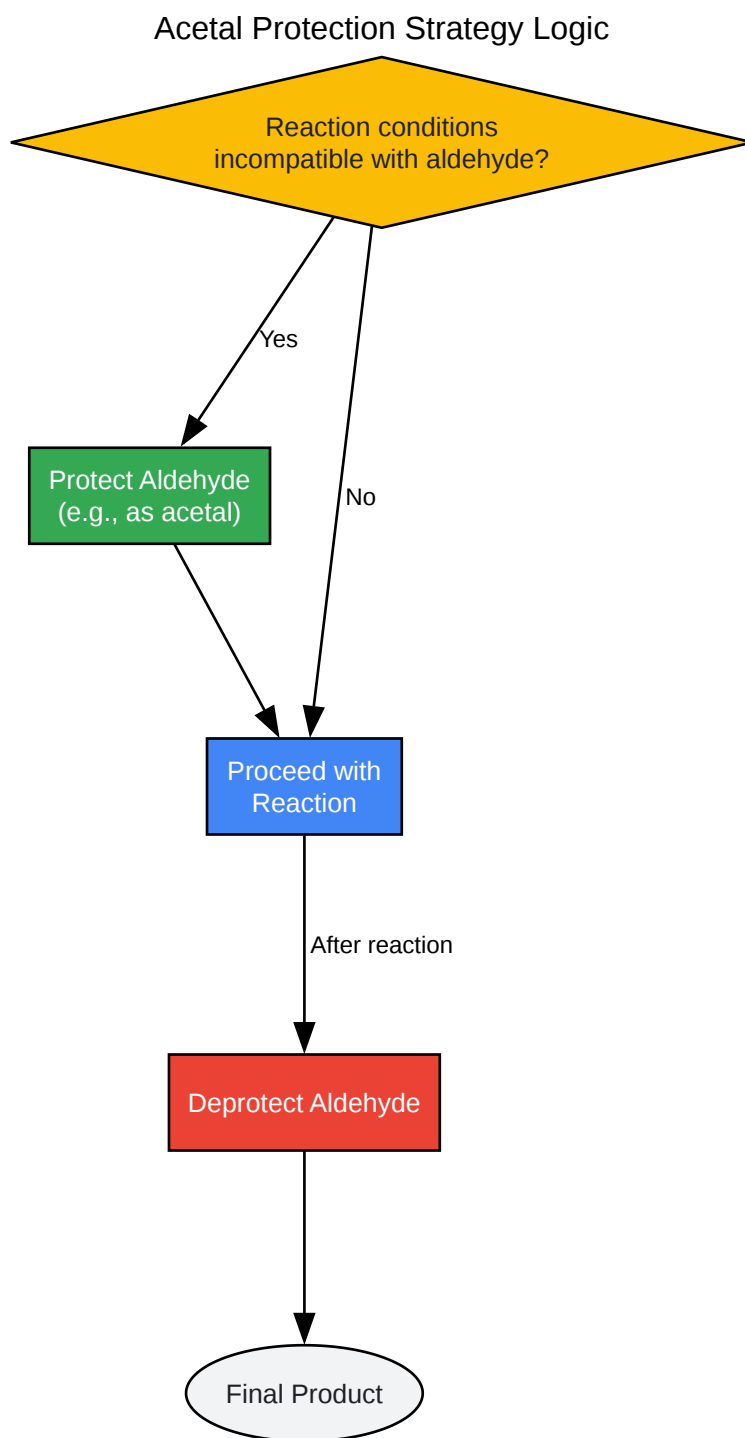 Acetal Protection Strategy Logic
Reaction conditions
incompatible with aldehyde?
Yes
Protect Aldehyde
(e.g., as acetal)
No
Proceed with
Reaction
After reaction
Deprotect Aldehyde
Final Product